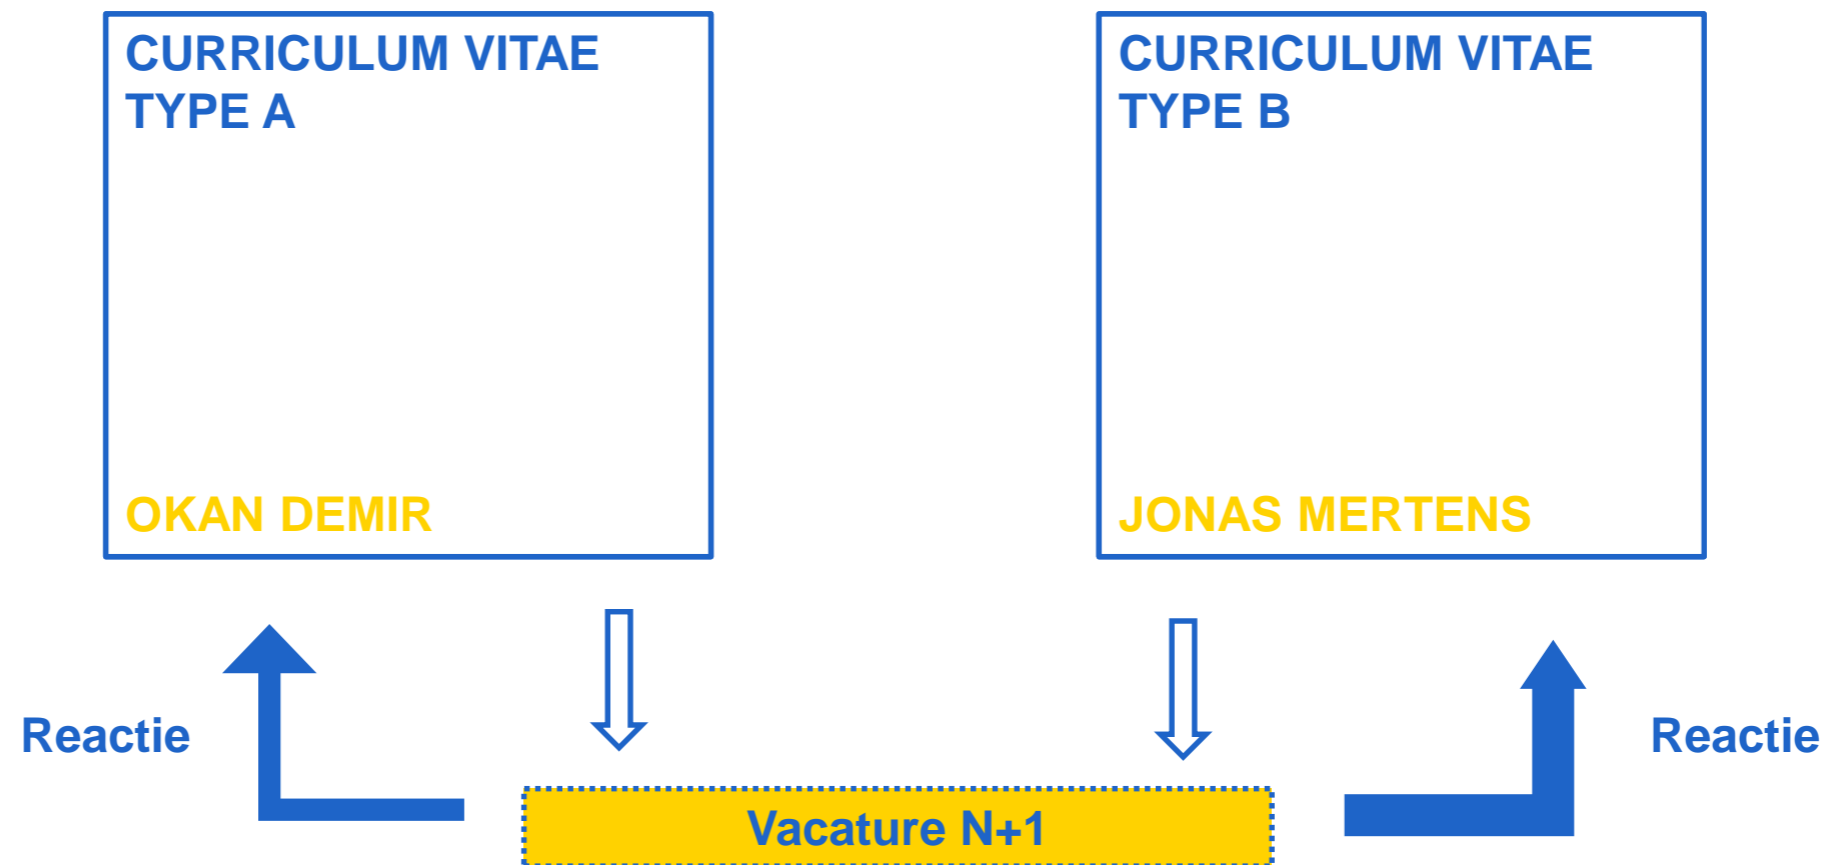 CURRICULUM VITAE
TYPE A
OKAN DEMIR
CURRICULUM VITAE
TYPE B
JONAS MERTENS
Reactie
Reactie
Vacature N+1